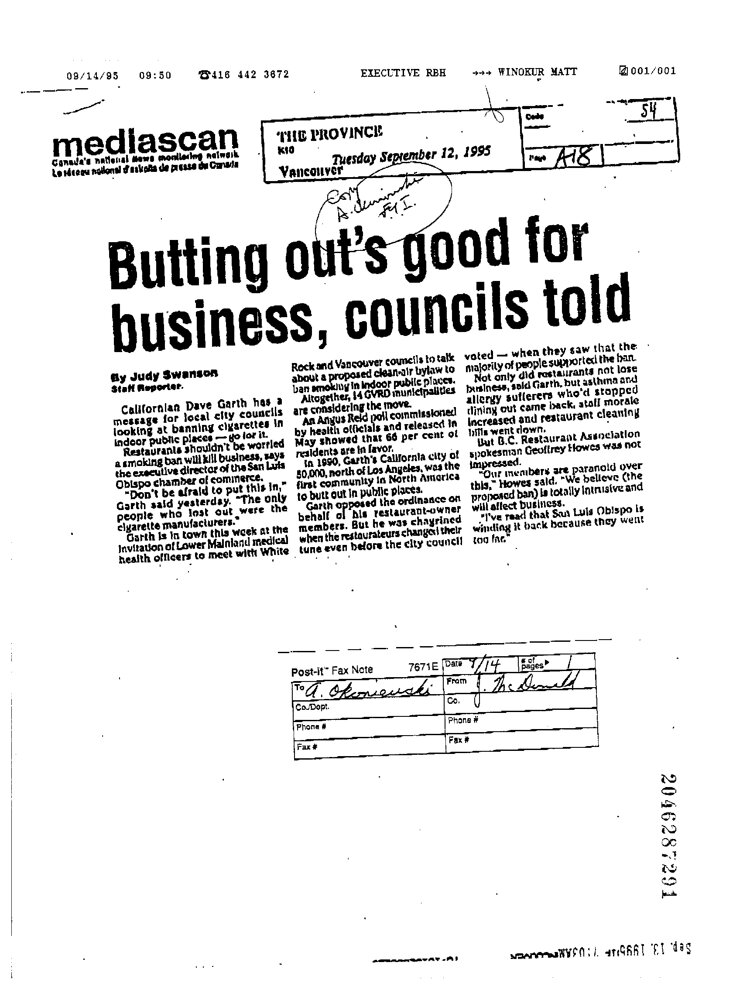 09/14/95 09:50 ☎416 442 3672 EXECUTIVE RBH →→→ WINOKUR MATT 001/001
mediascan
Canada's national news monitoring network
Le réseau national d'extraits de presse du Canada
THE PROVINCE
K10
Tuesday September 12, 1995
Vancouver
Code
54
Page A18
Copy
A.
F.Y.I.
Butting out's good for
business, councils told
By Judy Swanson
Staff Reporter.
Californian Dave Garth has a
message for local city councils
looking at banning cigarettes in
indoor public places — go for it.
Restaurants shouldn't be worried
a smoking ban will kill business, says
the executive director of the San Luis
Obispo chamber of commerce.
"Don't be afraid to put this in,"
Garth said yesterday. "The only
people who lost out were the
cigarette manufacturers."
Garth is in town this week at the
invitation of Lower Mainland medical
health officers to meet with White
Rock and Vancouver councils to talk
about a proposed clean-air bylaw to
ban smoking in indoor public places.
Altogether, 14 GVRD municipalities
are considering the move.
An Angus Reid poll commissioned
by health officials and released in
May showed that 66 per cent of
residents are in favor.
In 1990, Garth's California city of
50,000, north of Los Angeles, was the
first community in North America
to butt out in public places.
Garth opposed the ordinance on
behalf of his restaurant-owner
members. But he was chagrined
when the restaurateurs changed their
tune even before the city council
voted — when they saw that the
majority of people supported the ban.
Not only did restaurants not lose
business, said Garth, but asthma and
allergy sufferers who'd stopped
dining out came back, staff morale
increased and restaurant cleaning
bills went down.
But B.C. Restaurant Association
spokesman Geoffrey Howes was not
impressed.
"Our members are paranoid over
this," Howes said. "We believe (the
proposed ban) is totally intrusive and
will affect business.
"I've read that San Luis Obispo is
winding it back because they went
too far."
Post-it™ Fax Note 7671E Date 9/14 # of pages 1
To A. Okoniewski From J. McDonald
Co./Dept. Co.
Phone # Phone #
Fax # Fax #
2046287291
Sep. 13. 1995 7:03AM